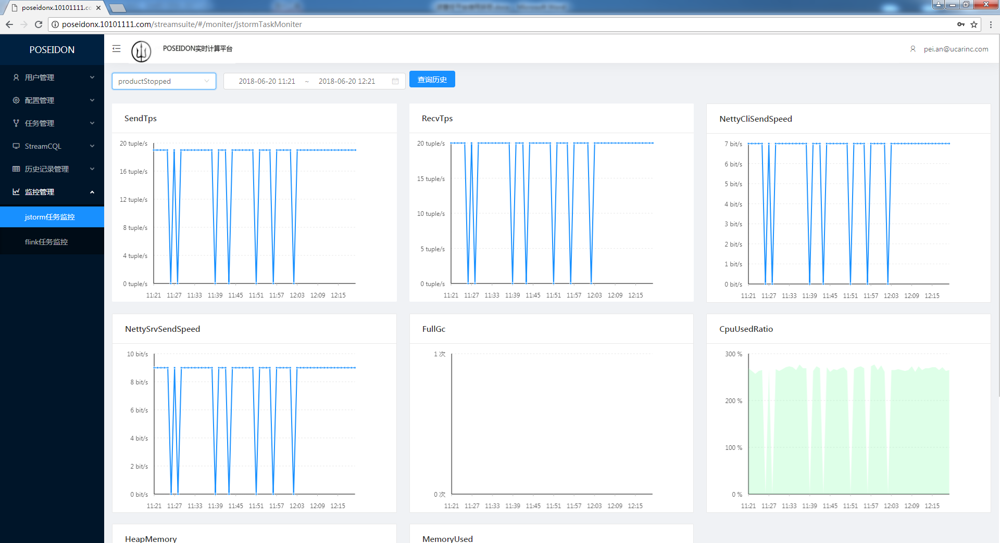 poseidonx.10101111.cc
poseidonx.10101111.com/streamsuite/#/moniter/jstormTaskMoniter
POSEIDON
POSEIDON实时计算平台
pei.an@ucarinc.com
用户管理
配置管理
任务管理
StreamCQL
历史记录管理
监控管理
jstorm任务监控
flink任务监控
productStopped
2018-06-20 11:21 ~ 2018-06-20 12:21
查询历史
SendTps
20 tuple/s
16 tuple/s
12 tuple/s
8 tuple/s
4 tuple/s
0 tuple/s
11:21 11:27 11:33 11:39 11:45 11:51 11:57 12:03 12:09 12:15
RecvTps
20 tuple/s
15 tuple/s
10 tuple/s
5 tuple/s
0 tuple/s
11:21 11:27 11:33 11:39 11:45 11:51 11:57 12:03 12:09 12:15
NettyCliSendSpeed
7 bit/s
6 bit/s
5 bit/s
4 bit/s
3 bit/s
2 bit/s
1 bit/s
0 bit/s
11:21 11:27 11:33 11:39 11:45 11:51 11:57 12:03 12:09 12:15
NettySrvSendSpeed
10 bit/s
8 bit/s
6 bit/s
4 bit/s
2 bit/s
0 bit/s
11:21 11:27 11:33 11:39 11:45 11:51 11:57 12:03 12:09 12:15
FullGc
1 次
0 次
11:21 11:27 11:33 11:39 11:45 11:51 11:57 12:03 12:09 12:15
CpuUsedRatio
300 %
200 %
100 %
0 %
11:21 11:27 11:33 11:39 11:45 11:51 11:57 12:03 12:09 12:15
HeapMemory
MemoryUsed